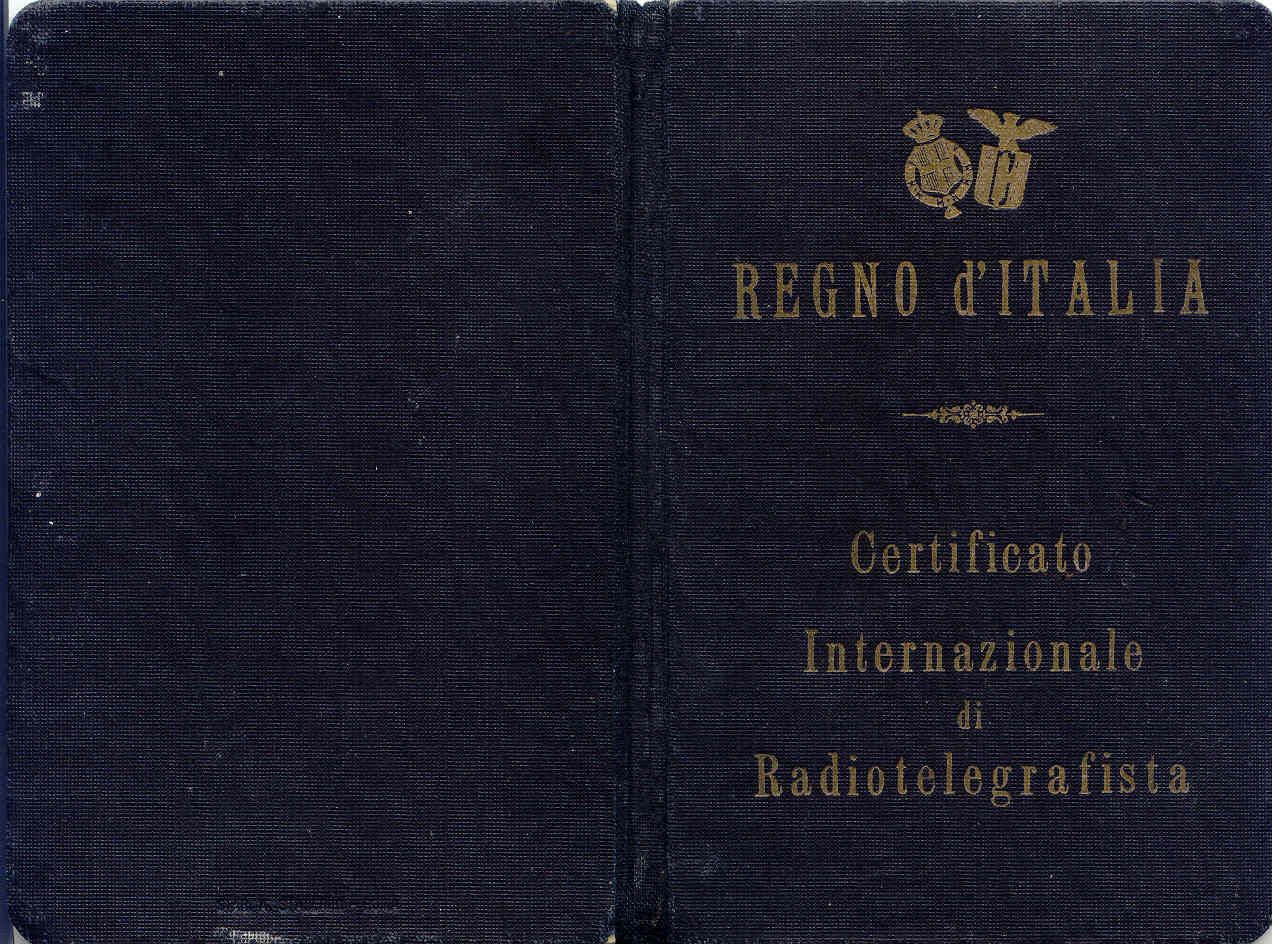 REGNO d'ITALIA
Certificato
Internazionale
di
Radiotelegrafista